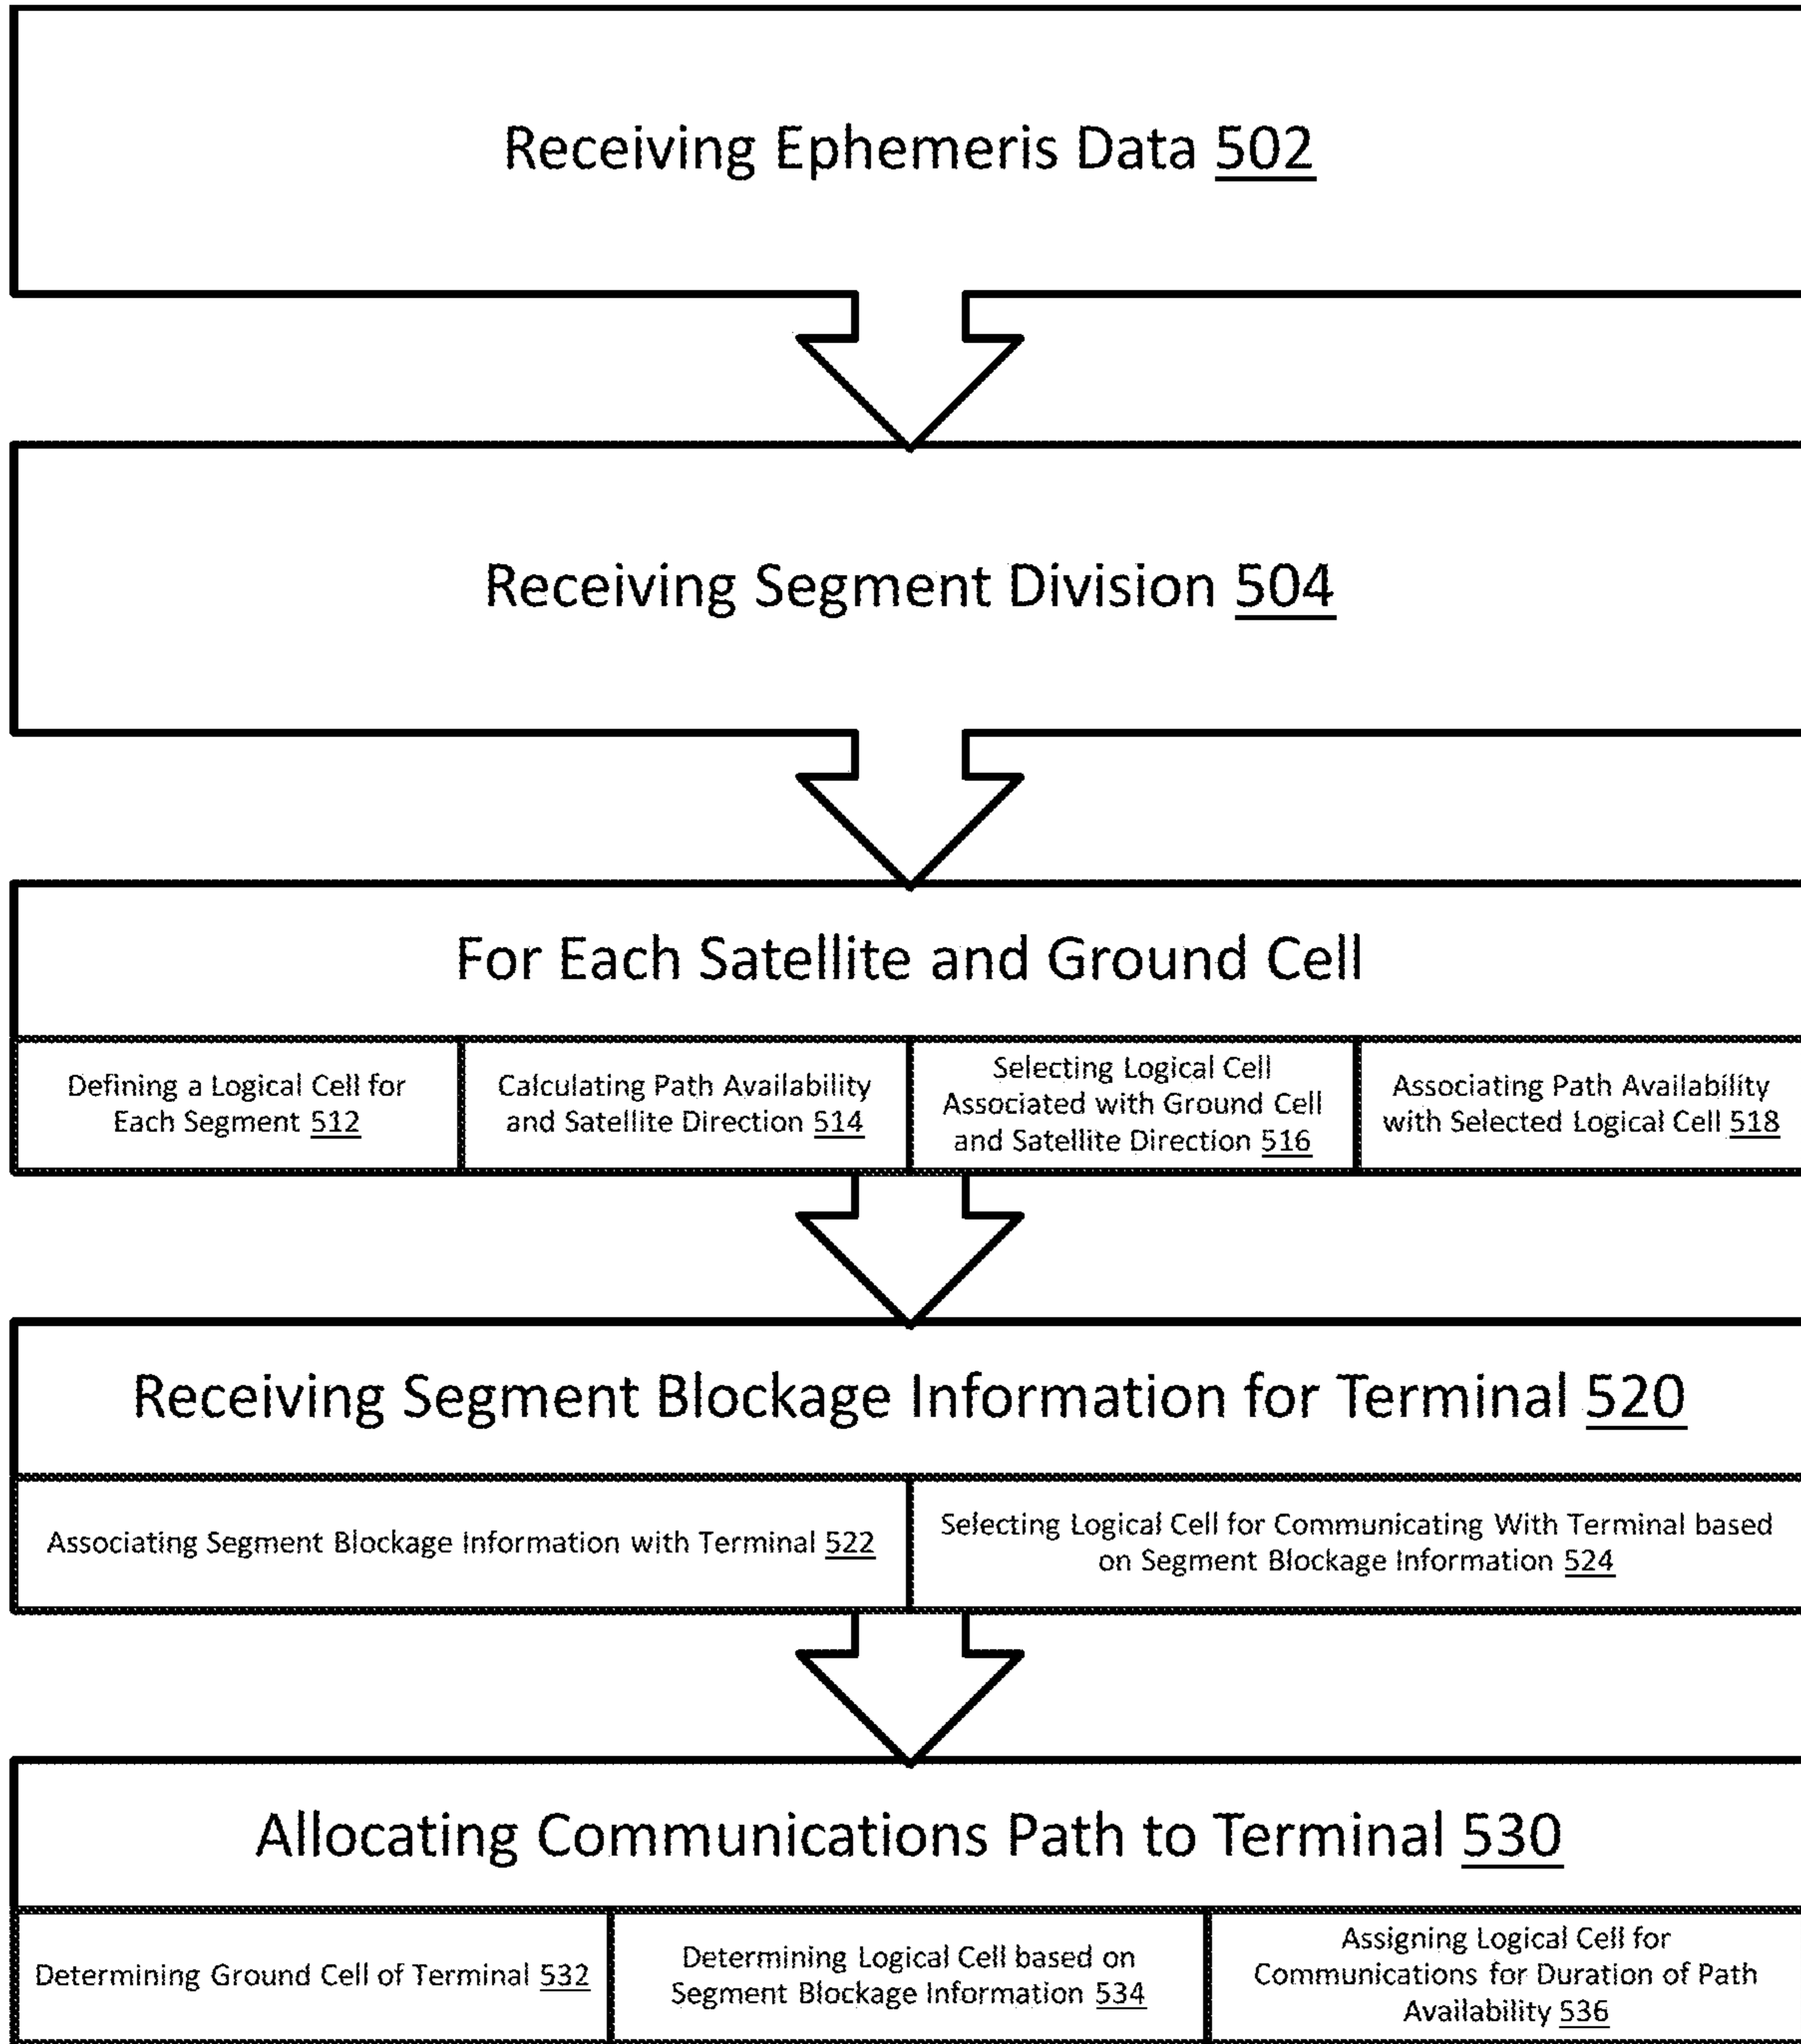 Receiving Ephemeris Data 502
Receiving Segment Division 504
For Each Satellite and Ground Cell
Defining a Logical Cell for
Each Segment 512
Calculating Path Availability
and Satellite Direction 514
Selecting Logical Cell
Associated with Ground Cell
and Satellite Direction 516
Associating Path Availability
with Selected Logical Cell 518
Receiving Segment Blockage Information for Terminal 520
Associating Segment Blockage Information with Terminal 522
Selecting Logical Cell for Communicating With Terminal based
on Segment Blockage Information 524
Allocating Communications Path to Terminal 530
Determining Ground Cell of Terminal 532
Determining Logical Cell based on
Segment Blockage Information 534
Assigning Logical Cell for
Communications for Duration of Path
Availability 536